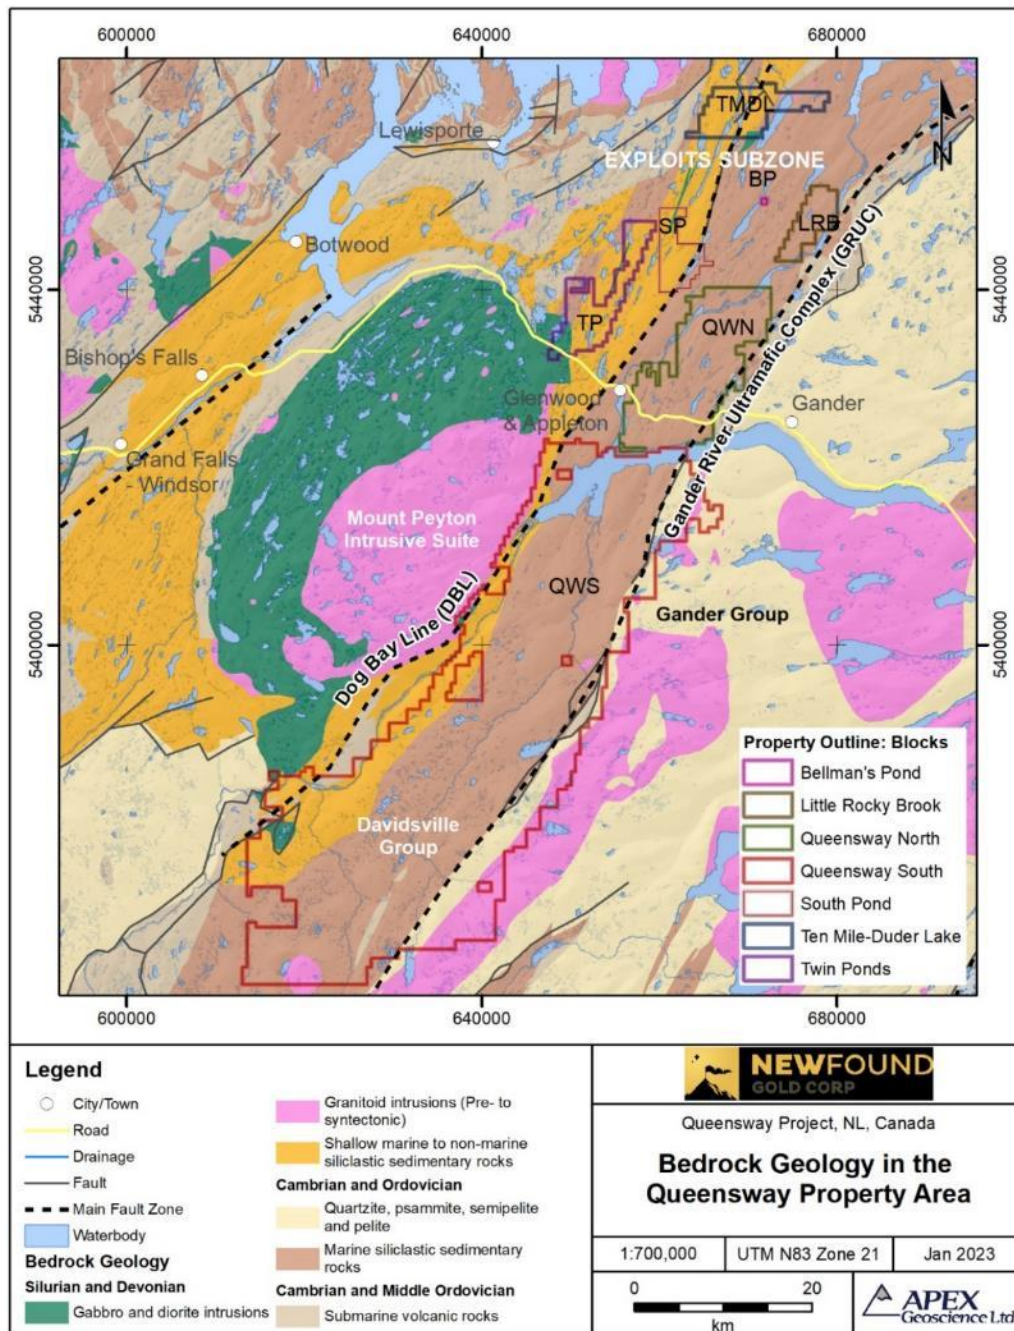 600000
640000
680000
TMDL
Lewisporte
EXPLOITS SUBZONE
N
BP
SP
LRB
Botwood
5440000
5440000
TP
QWN
Bishop's Falls
Gander River Ultramafic Complex (GRUC)
Glenwood
& Appleton
Gander
Grand Falls
- Windsor
Mount Peyton
Intrusive Suite
QWS
Dog Bay Line (DBL)
Gander Group
5400000
5400000
Davidsville
Group
Property Outline: Blocks
Bellman's Pond
Little Rocky Brook
Queensway North
Queensway South
South Pond
Ten Mile-Duder Lake
Twin Ponds
600000
640000
680000
Legend
City/Town
Road
Drainage
Fault
Main Fault Zone
Waterbody
Bedrock Geology
Silurian and Devonian
Gabbro and diorite intrusions
Granitoid intrusions (Pre- to
syntectonic)
Shallow marine to non-marine
siliclastic sedimentary rocks
Cambrian and Ordovician
Quartzite, psammite, semipelite
and pelite
Marine siliclastic sedimentary
rocks
Cambrian and Middle Ordovician
Submarine volcanic rocks
NEWFOUND
GOLD CORP
Queensway Project, NL, Canada
Bedrock Geology in the
Queensway Property Area
1:700,000
UTM N83 Zone 21
Jan 2023
0
20
km
APEX
Geoscience Ltd